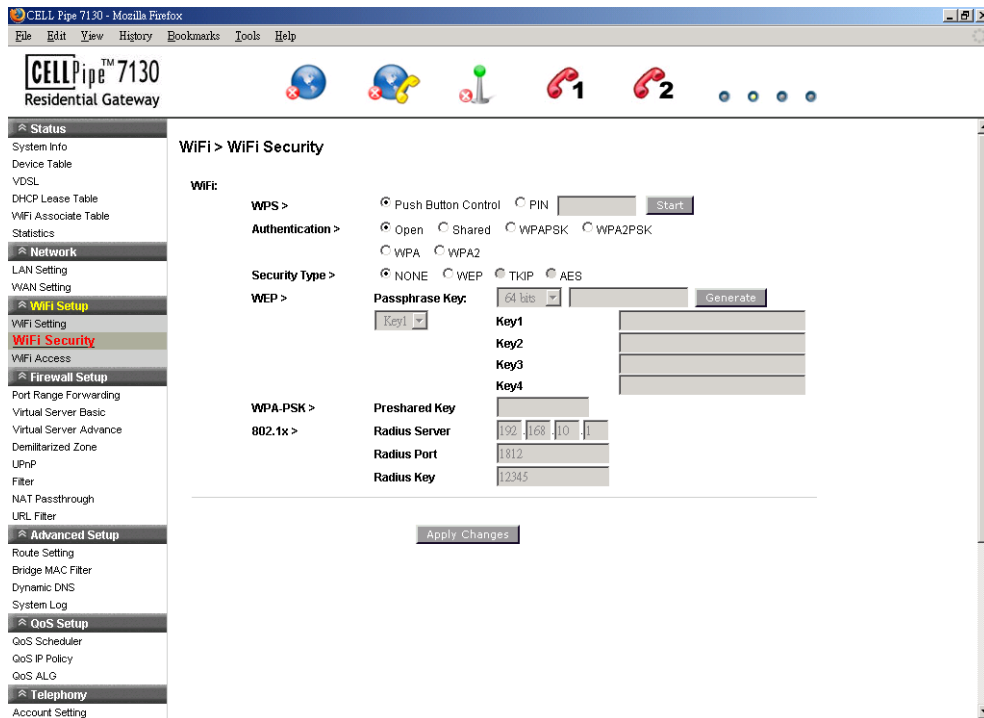 CELL Pipe 7130 - Mozilla Firefox
File Edit View History Bookmarks Tools Help
CELLPipe™ 7130
Residential Gateway
1
2
Status
System Info
Device Table
VDSL
DHCP Lease Table
WiFi Associate Table
Statistics
Network
LAN Setting
WAN Setting
WiFi Setup
WiFi Setting
WiFi Security
WiFi Access
Firewall Setup
Port Range Forwarding
Virtual Server Basic
Virtual Server Advance
Demilitarized Zone
UPnP
Filter
NAT Passthrough
URL Filter
Advanced Setup
Route Setting
Bridge MAC Filter
Dynamic DNS
System Log
QoS Setup
QoS Scheduler
QoS IP Policy
QoS ALG
Telephony
Account Setting
WiFi > WiFi Security
WiFi:
WPS > Push Button Control PIN Start
Authentication > Open Shared WPAPSK WPA2PSK
WPA WPA2
Security Type > NONE WEP TKIP AES
WEP > Passphrase Key: 64 bits Generate
Key1 Key1
Key2
Key3
Key4
WPA-PSK > Preshared Key
802.1x > Radius Server 192 .168 .10 .1
Radius Port 1812
Radius Key 12345
Apply Changes